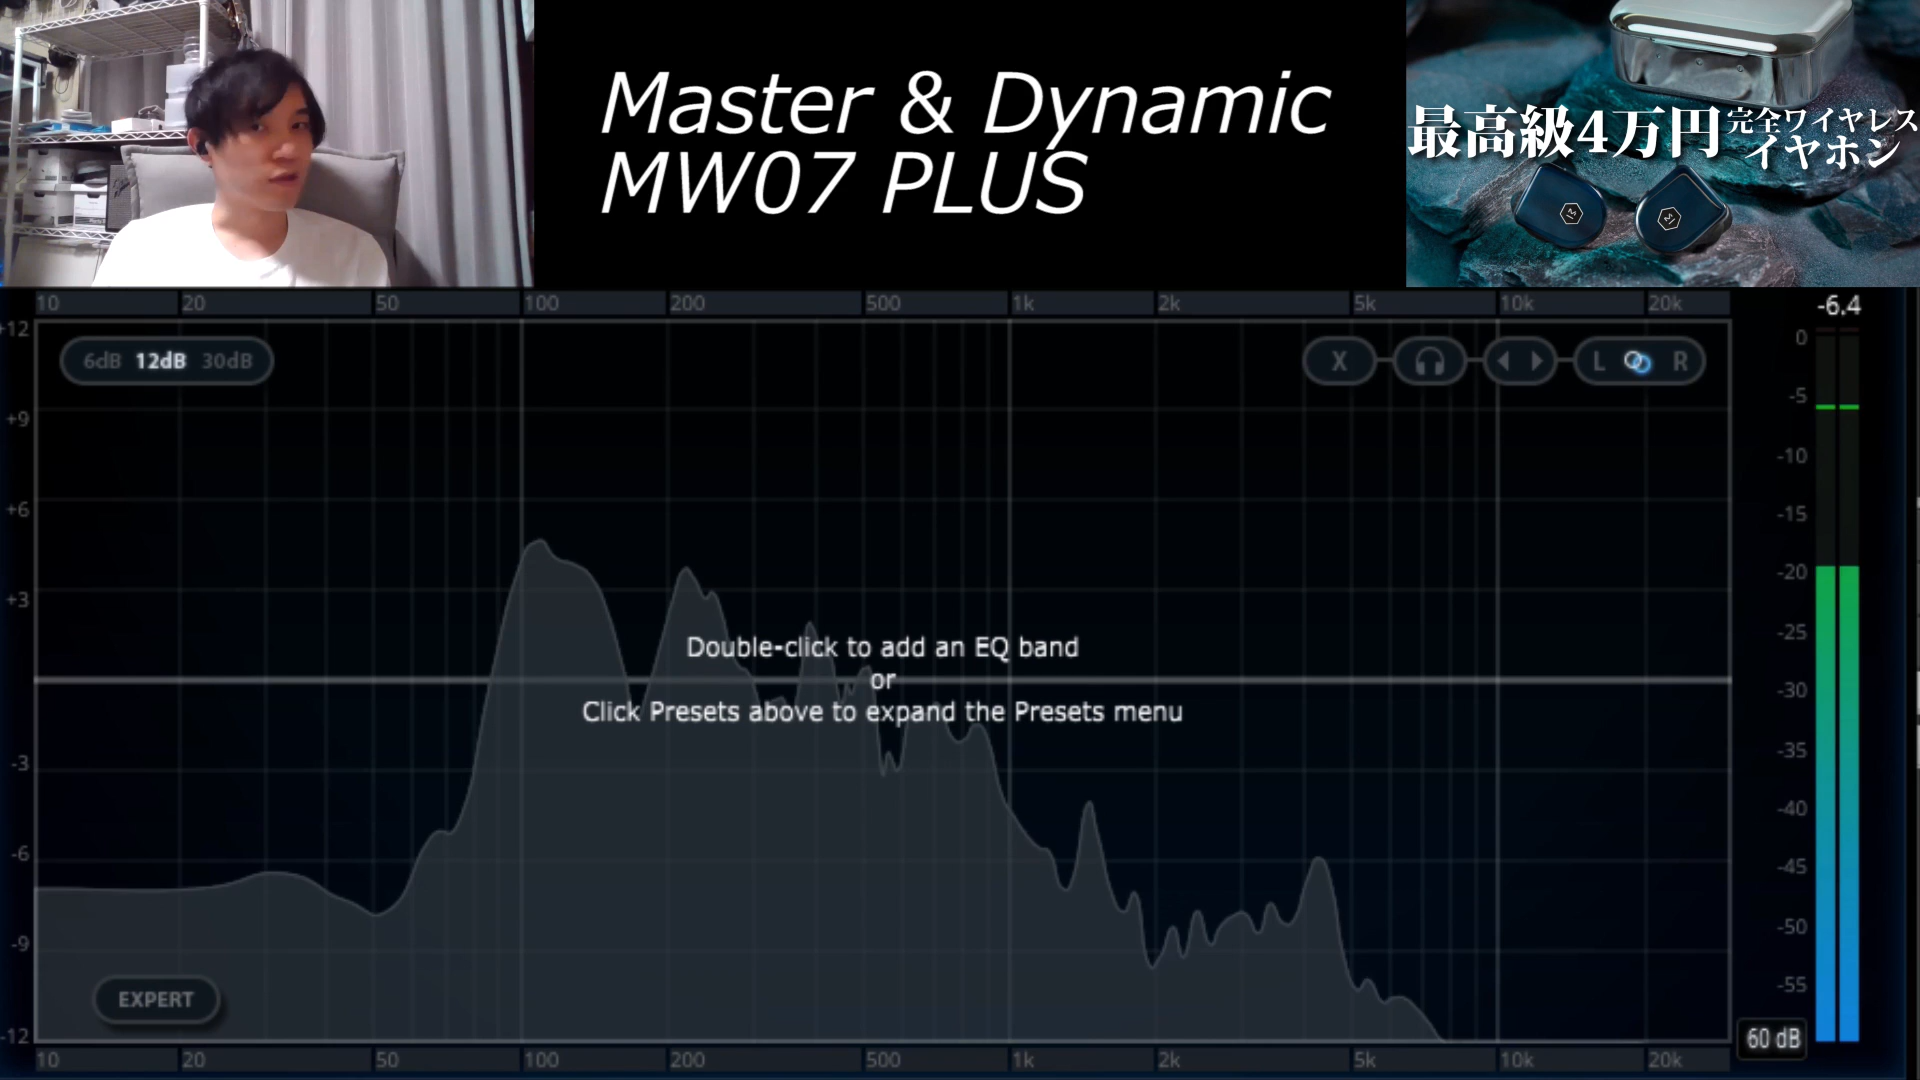 Master & Dynamic
MW07 PLUS
最高級4万円完全ワイヤレス
イヤホン
10 20 50 100 200 500 1k 2k 5k 10k 20k
-6.4
+12
+9
+6
+3
-3
-6
-9
-12
6dB 12dB 30dB
X
L R
0
-5
-10
-15
-20
-25
-30
-35
-40
-45
-50
-55
60 dB
Double-click to add an EQ band
or
Click Presets above to expand the Presets menu
EXPERT
10 20 50 100 200 500 1k 2k 5k 10k 20k